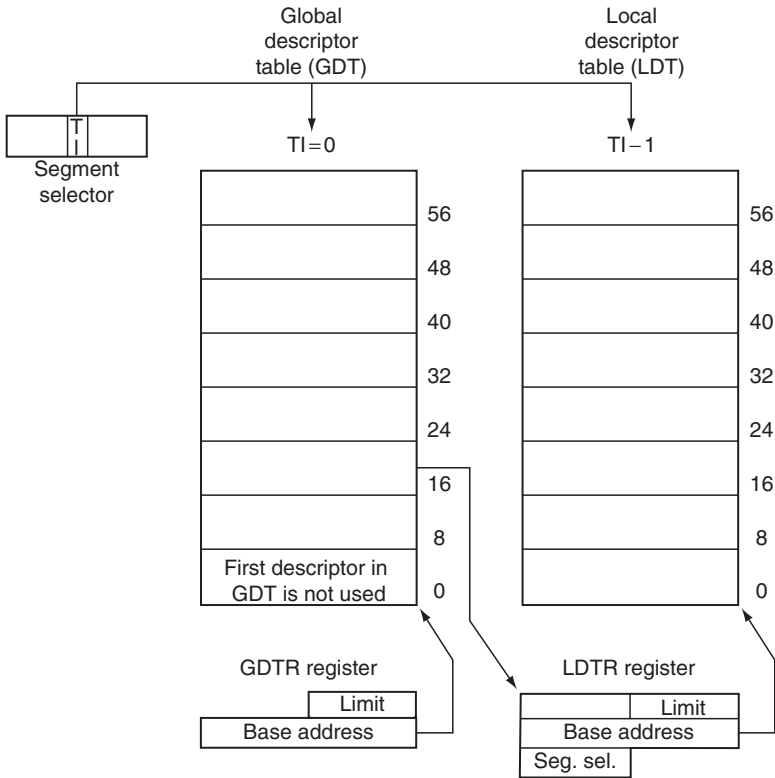 Global
descriptor
table (GDT)
Local
descriptor
table (LDT)
TI
Segment
selector
TI=0
TI−1
56
48
40
32
24
16
8
First descriptor in
GDT is not used
0
56
48
40
32
24
16
8
0
GDTR register
Limit
Base address
LDTR register
Limit
Base address
Seg. sel.